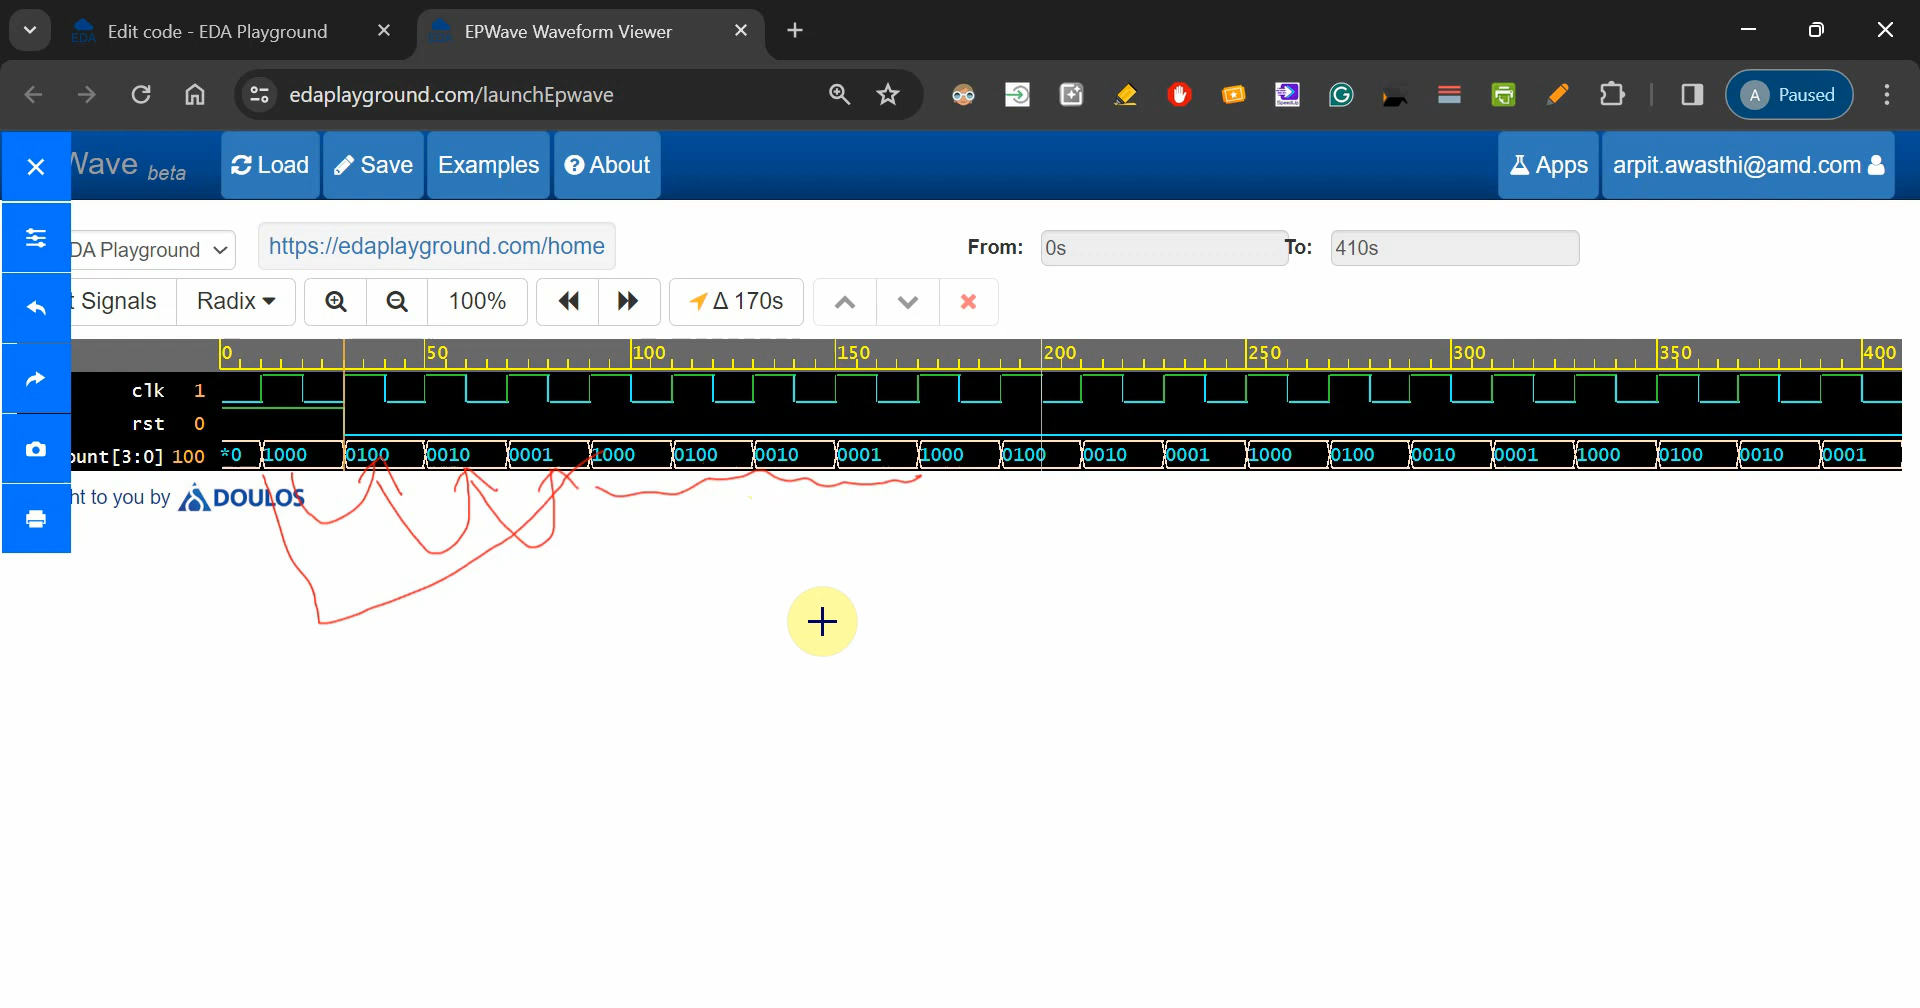 Edit code - EDA Playground
EPWave Waveform Viewer
edaplayground.com/launchEpwave
A Paused
Wave beta
Load
Save
Examples
About
Apps
arpit.awasthi@amd.com
DA Playground
https://edaplayground.com/home
From: 0s
To: 410s
t Signals
Radix
100%
Δ 170s
0 50 100 150 200 250 300 350 400
clk 1
rst 0
ount[3:0] 100 *0 1000 0100 0010 0001 1000 0100 0010 0001 1000 0100 0010 0001 1000 0100 0010 0001 1000 0100 0010 0001
ht to you by DOULOS